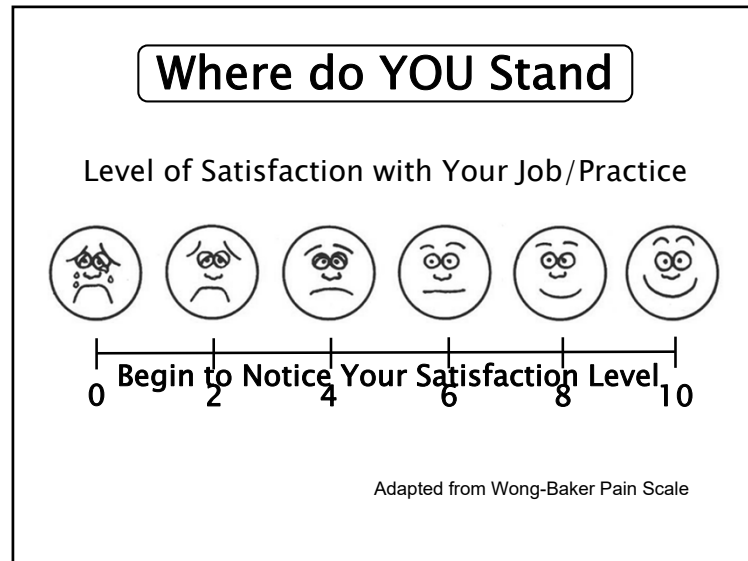 Where do YOU Stand
Level of Satisfaction with Your Job/Practice
Begin to Notice Your Satisfaction Level
0 2 4 6 8 10
Adapted from Wong-Baker Pain Scale